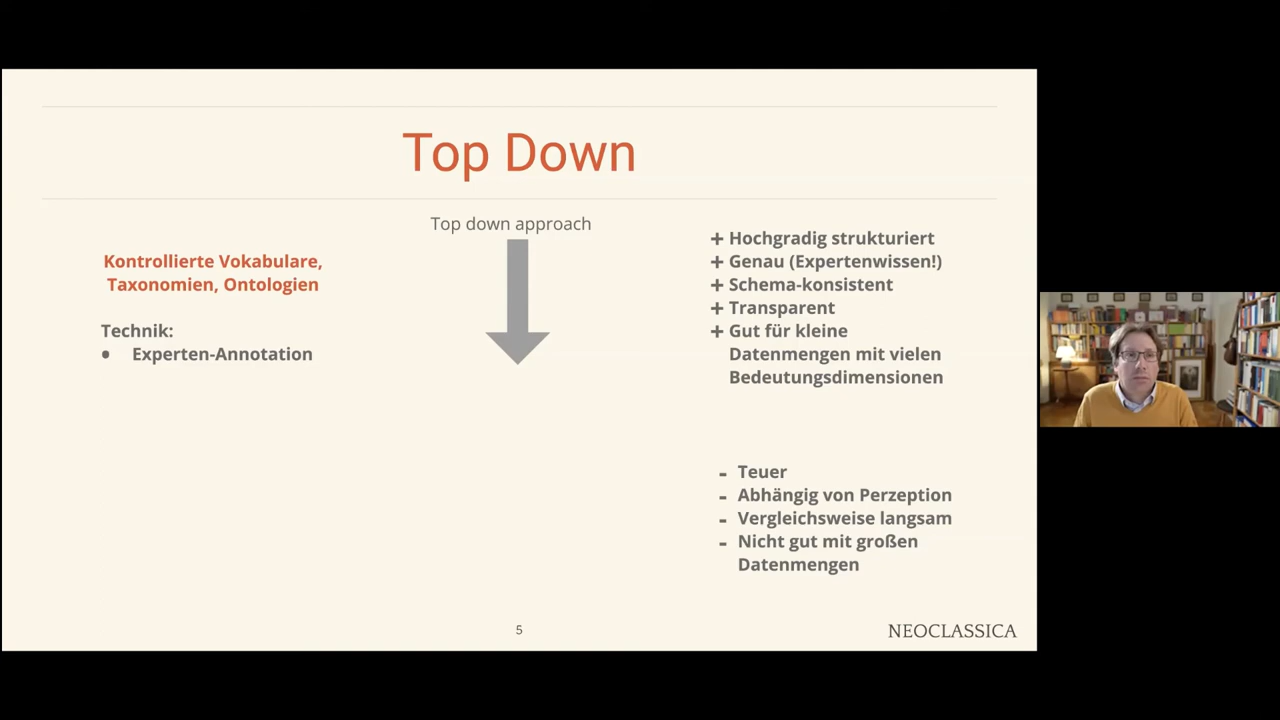 Top Down
Top down approach
Kontrollierte Vokabulare,
Taxonomien, Ontologien
Technik:
• Experten-Annotation
+ Hochgradig strukturiert
+ Genau (Expertenwissen!)
+ Schema-konsistent
+ Transparent
+ Gut für kleine
Datenmengen mit vielen
Bedeutungsdimensionen
- Teuer
- Abhängig von Perzeption
- Vergleichsweise langsam
- Nicht gut mit großen
Datenmengen
5
NEOCLASSICA